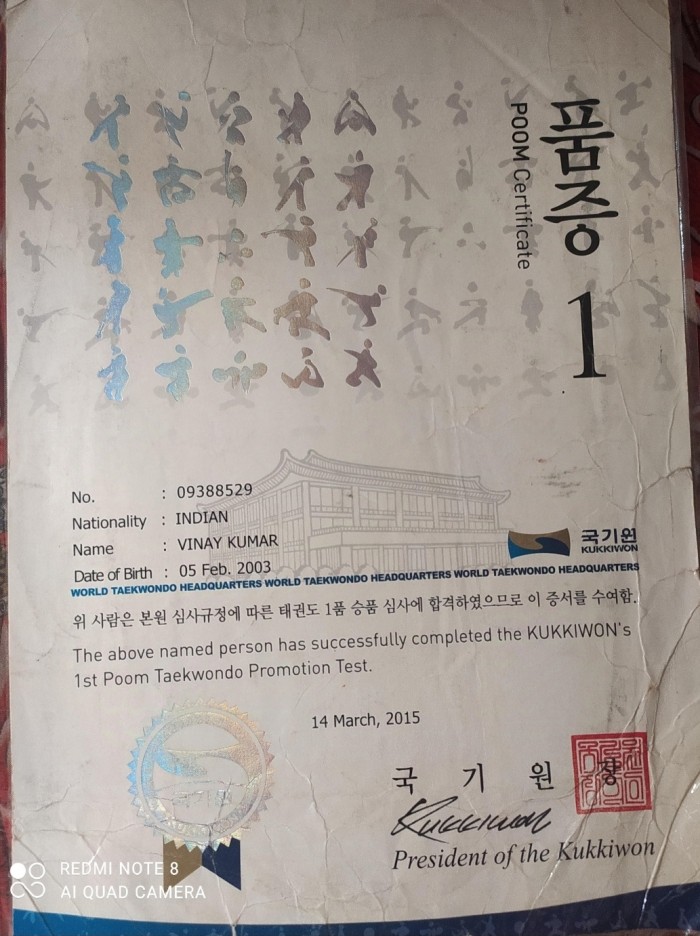 품증
POOM Certificate
1
No. : 09388529
Nationality : INDIAN
Name : VINAY KUMAR
Date of Birth : 05 Feb. 2003
국기원
KUKKIWON
WORLD TAEKWONDO HEADQUARTERS WORLD TAEKWONDO HEADQUARTERS WORLD TAEKWONDO HEADQUARTERS
위 사람은 본원 심사규정에 따른 태권도 1품 승품 심사에 합격하였으므로 이 증서를 수여함.
The above named person has successfully completed the KUKKIWON's
1st Poom Taekwondo Promotion Test.
14 March, 2015
국기원
국 기 원 장
Kukkiwon
President of the Kukkiwon
REDMI NOTE 8
AI QUAD CAMERA